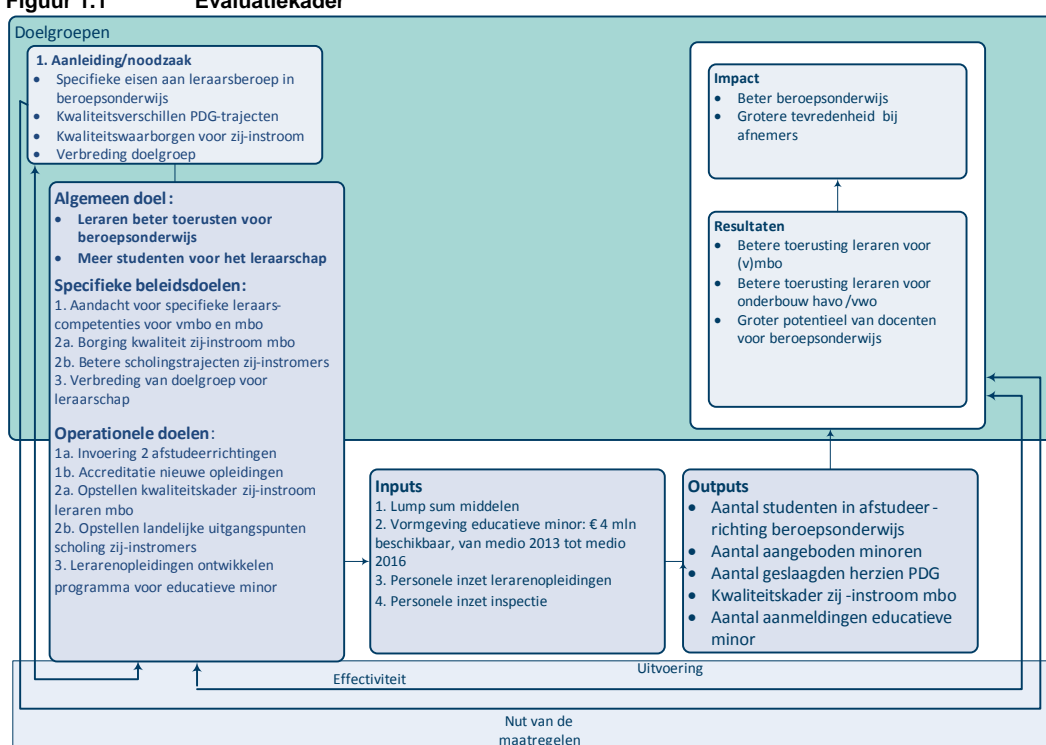 Figuur 1.1 Evaluatiekader
Doelgroepen
1. Aanleiding/noodzaak
• Specifieke eisen aan leraarsberoep in
beroepsonderwijs
• Kwaliteitsverschillen PDG-trajecten
• Kwaliteitswaarborgen voor zij-instroom
• Verbreding doelgroep
Algemeen doel:
• Leraren beter toerusten voor
beroepsonderwijs
• Meer studenten voor het leraarschap
Specifieke beleidsdoelen:
1. Aandacht voor specifieke leraars-
competenties voor vmbo en mbo
2a. Borging kwaliteit zij-instroom mbo
2b. Betere scholingstrajecten zij-instromers
3. Verbreding van doelgroep voor
leraarschap
Operationele doelen:
1a. Invoering 2 afstudeerrichtingen
1b. Accreditatie nieuwe opleidingen
2a. Opstellen kwaliteitskader zij-instroom
leraren mbo
2b. Opstellen landelijke uitgangspunten
scholing zij-instromers
3. Lerarenopleidingen ontwikkelen
programma voor educatieve minor
Inputs
1. Lump sum middelen
2. Vormgeving educatieve minor: € 4 mln
beschikbaar, van medio 2013 tot medio
2016
3. Personele inzet lerarenopleidingen
4. Personele inzet inspectie
Outputs
• Aantal studenten in afstudeer-
richting beroepsonderwijs
• Aantal aangeboden minoren
• Aantal geslaagden herzien PDG
• Kwaliteitskader zij -instroom mbo
• Aantal aanmeldingen educatieve
minor
Impact
• Beter beroepsonderwijs
• Grotere tevredenheid bij
afnemers
Resultaten
• Betere toerusting leraren voor
(v)mbo
• Betere toerusting leraren voor
onderbouw havo/vwo
• Groter potentieel van docenten
voor beroepsonderwijs
Uitvoering
Effectiviteit
Nut van de
maatregelen